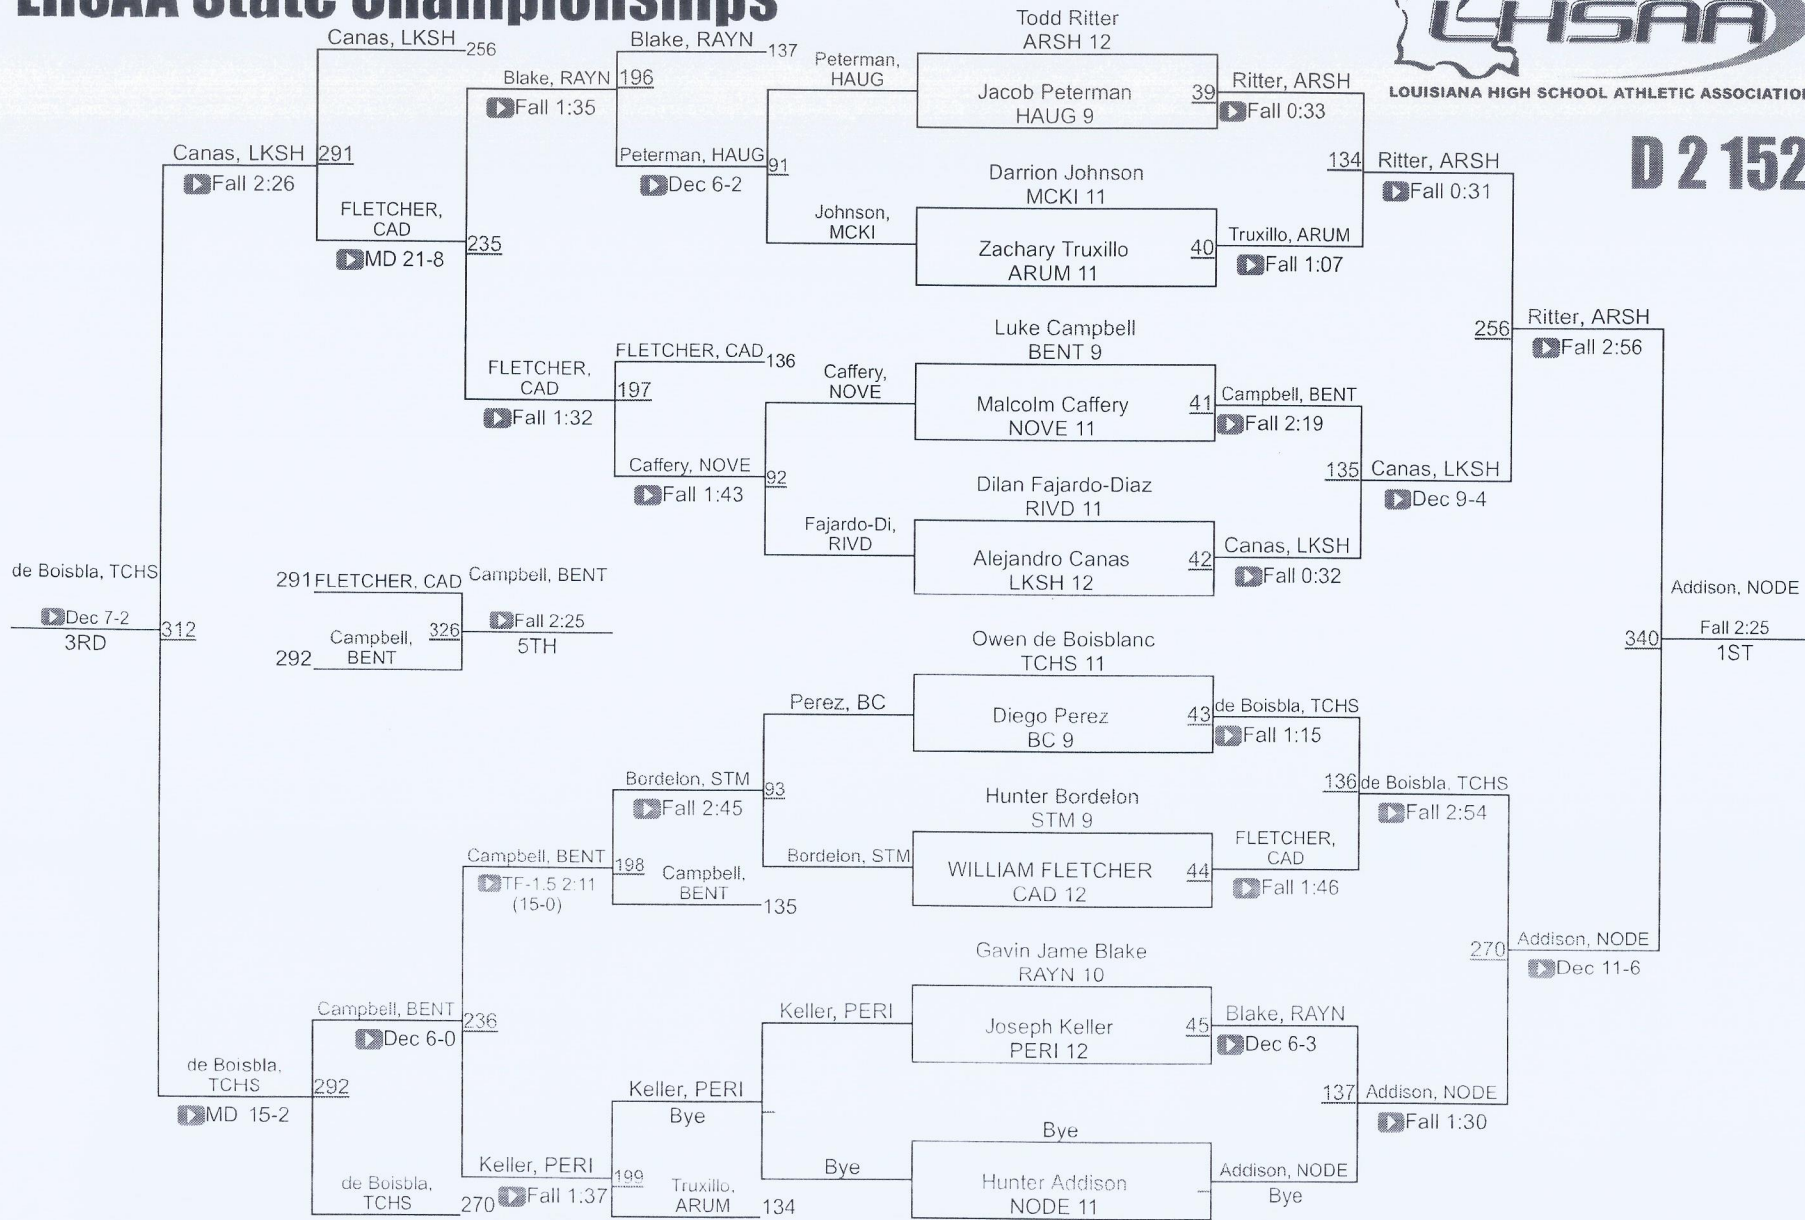 LHSAA State Championships
LHSAA
LOUISIANA HIGH SCHOOL ATHLETIC ASSOCIATION
D 2 152
Canas, LKSH
256
Blake, RAYN
137
Blake, RAYN
196
Fall 1:35
Canas, LKSH
291
Fall 2:26
Peterman, HAUG
91
Dec 6-2
FLETCHER,
CAD
235
MD 21-8
Peterman,
HAUG
Johnson,
MCKI
Todd Ritter
ARSH 12
Jacob Peterman
HAUG 9
39
Ritter, ARSH
Fall 0:33
Darrion Johnson
MCKI 11
Zachary Truxillo
ARUM 11
40
Truxillo, ARUM
Fall 1:07
134
Ritter, ARSH
Fall 0:31
FLETCHER, CAD
136
FLETCHER,
CAD
197
Fall 1:32
Caffery, NOVE
92
Fall 1:43
Caffery,
NOVE
Fajardo-Di,
RIVD
Luke Campbell
BENT 9
Malcolm Caffery
NOVE 11
41
Campbell, BENT
Fall 2:19
Dilan Fajardo-Diaz
RIVD 11
Alejandro Canas
LKSH 12
42
Canas, LKSH
Fall 0:32
135
Canas, LKSH
Dec 9-4
256
Ritter, ARSH
Fall 2:56
de Boisbla, TCHS
Dec 7-2
3RD
312
291
FLETCHER, CAD
292
Campbell,
BENT
326
Campbell, BENT
Fall 2:25
5TH
Addison, NODE
340
Fall 2:25
1ST
Perez, BC
Bordelon, STM
93
Fall 2:45
Bordelon, STM
Owen de Boisblanc
TCHS 11
Diego Perez
BC 9
43
de Boisbla, TCHS
Fall 1:15
Hunter Bordelon
STM 9
WILLIAM FLETCHER
CAD 12
44
FLETCHER,
CAD
Fall 1:46
136
de Boisbla, TCHS
Fall 2:54
Campbell, BENT
198
TF-1.5 2:11
(15-0)
Campbell,
BENT
135
Campbell, BENT
236
Dec 6-0
de Boisbla,
TCHS
292
MD 15-2
de Boisbla,
TCHS
270
Keller, PERI
199
Fall 1:37
Keller, PERI
Bye
Truxillo,
ARUM
134
Keller, PERI
Bye
Gavin Jame Blake
RAYN 10
Joseph Keller
PERI 12
45
Blake, RAYN
Dec 6-3
Bye
Hunter Addison
NODE 11
Addison, NODE
Bye
137
Addison, NODE
Fall 1:30
270
Addison, NODE
Dec 11-6